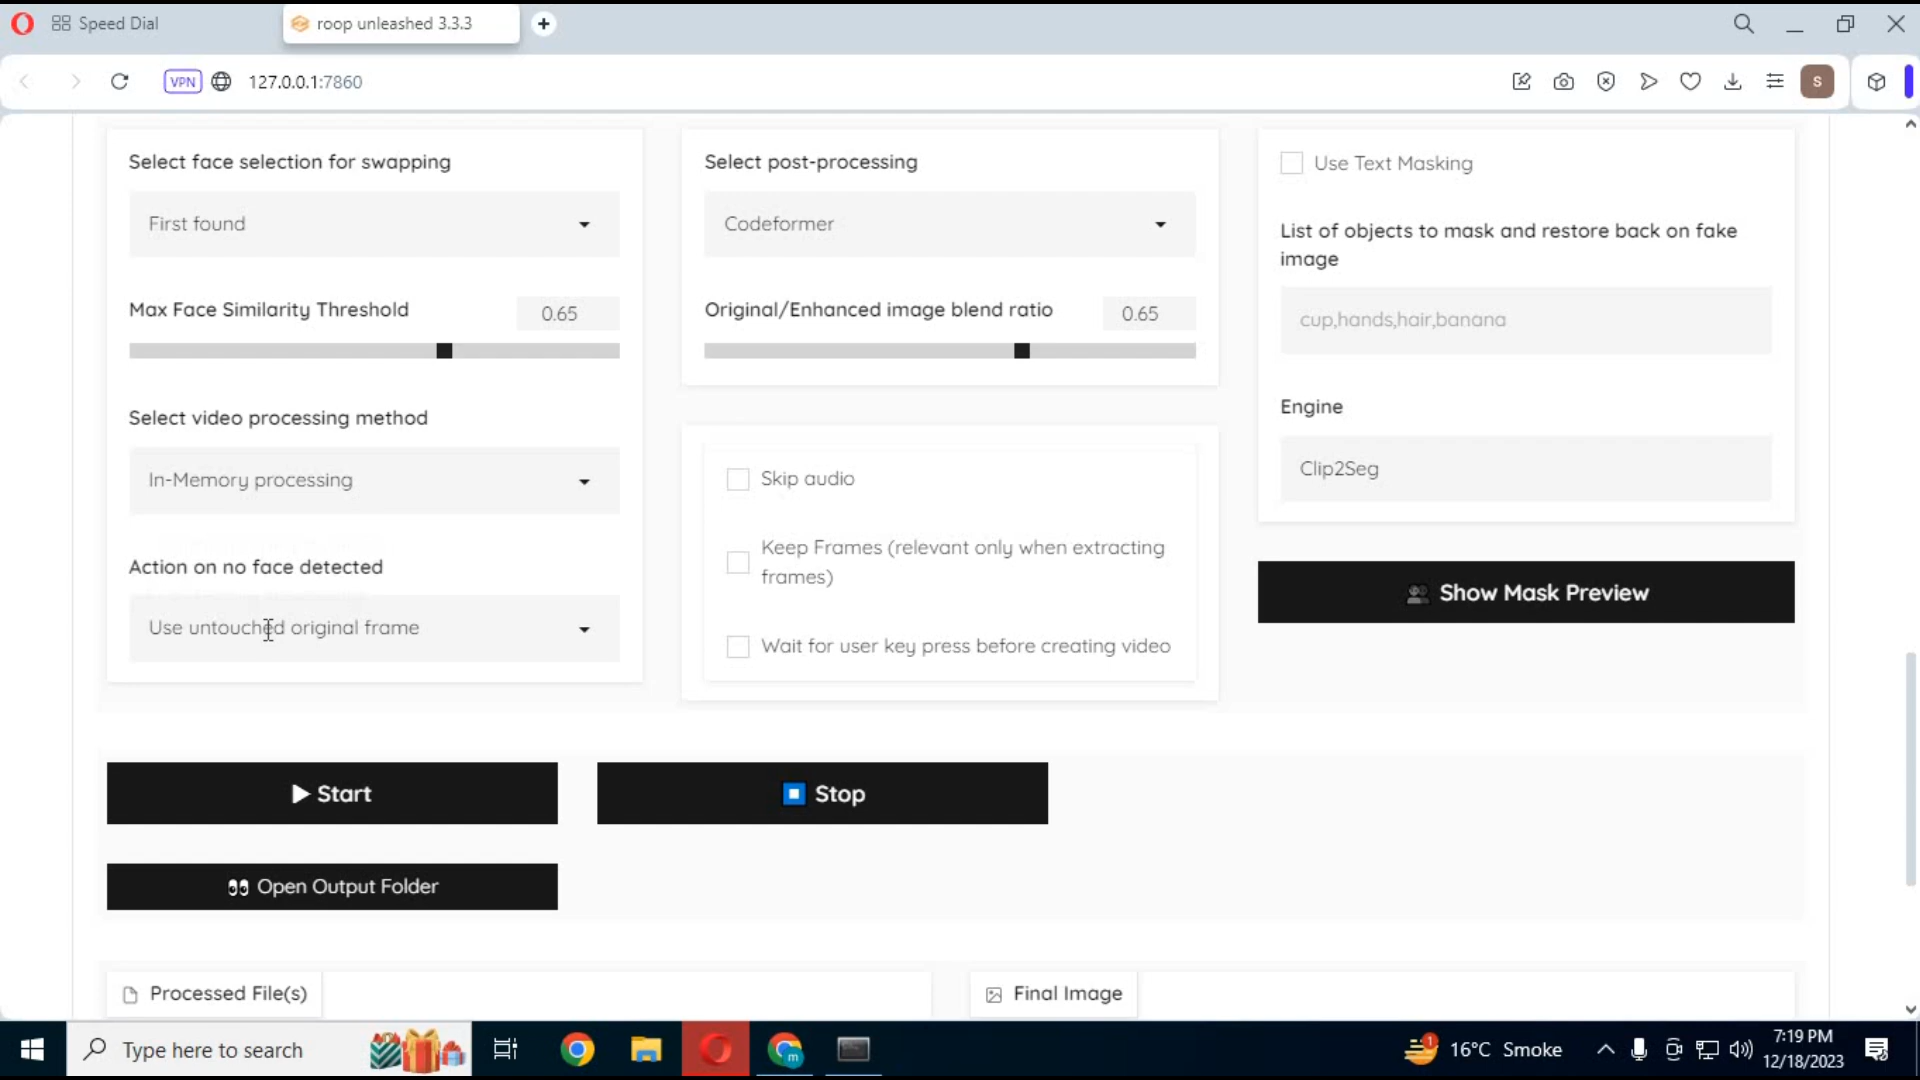 Speed Dial
roop unleashed 3.3.3
VPN
127.0.0.1:7860
S
Select face selection for swapping
First found
Max Face Similarity Threshold
0.65
Select video processing method
In-Memory processing
Action on no face detected
Use untouched original frame
Select post-processing
Codeformer
Original/Enhanced image blend ratio
0.65
Skip audio
Keep Frames (relevant only when extracting
frames)
Wait for user key press before creating video
Use Text Masking
List of objects to mask and restore back on fake
image
cup,hands,hair,banana
Engine
Clip2Seg
Show Mask Preview
Start
Stop
Open Output Folder
Processed File(s)
Final Image
Type here to search
m
1
16°C Smoke
7:19 PM
12/18/2023